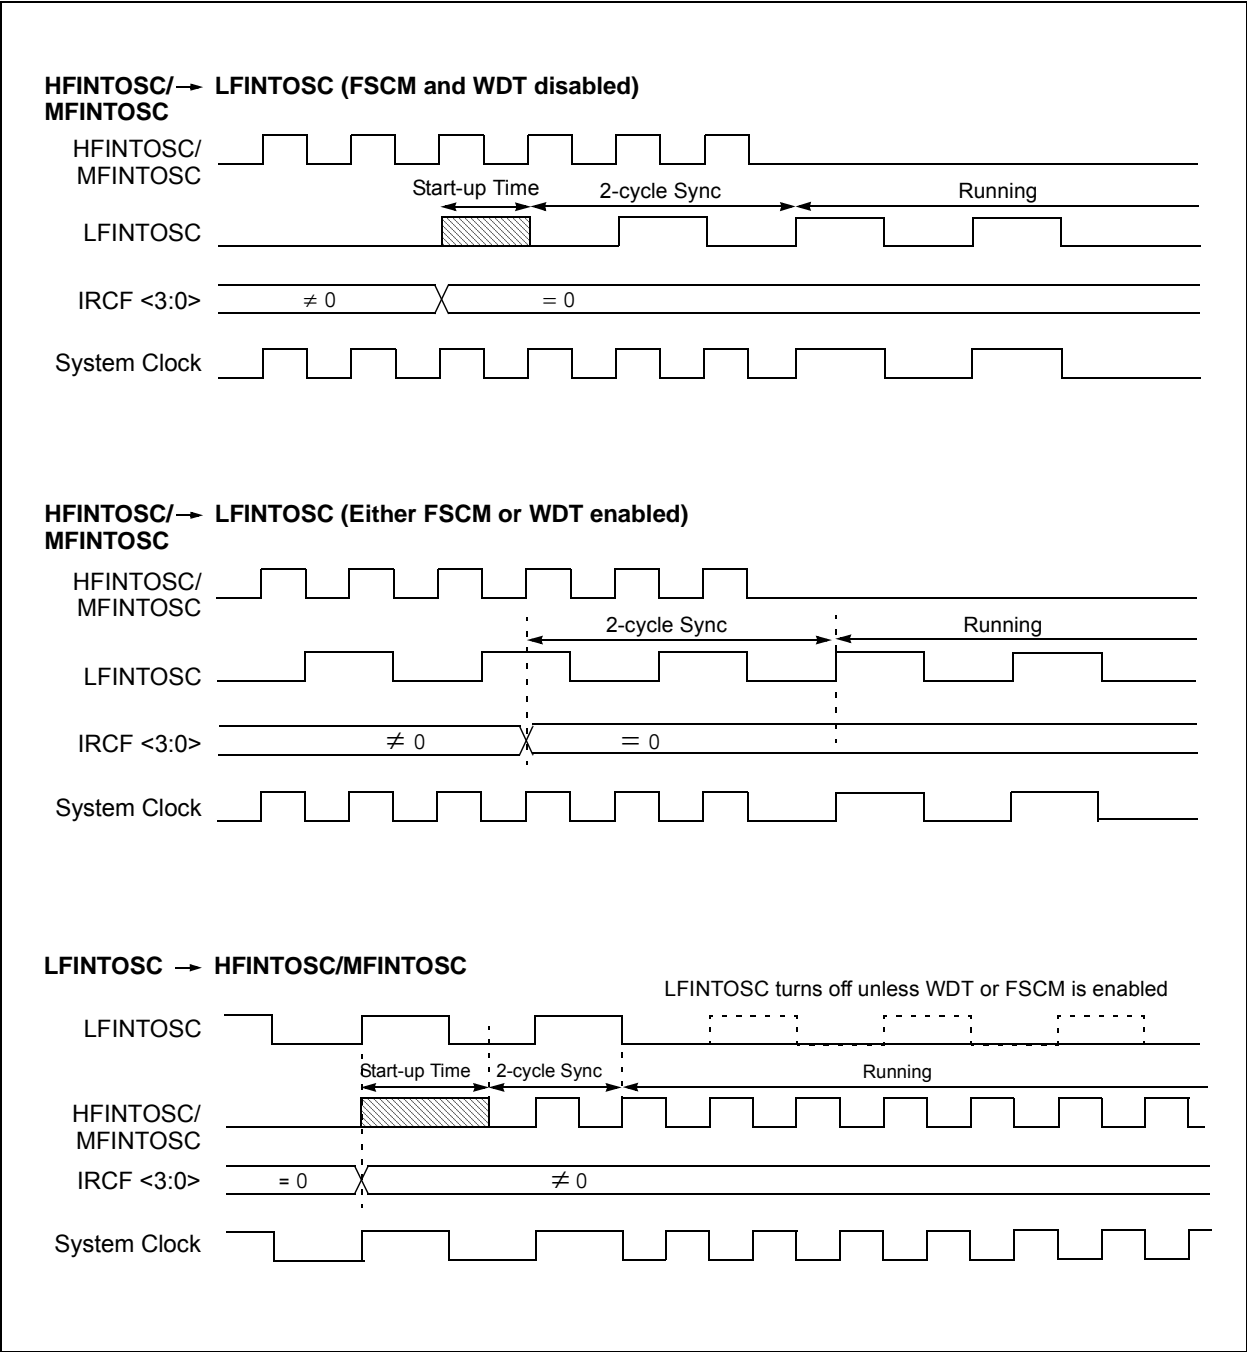 HFINTOSC/→ LFINTOSC (FSCM and WDT disabled)
MFINTOSC
HFINTOSC/
MFINTOSC
Start-up Time 2-cycle Sync Running
LFINTOSC
IRCF <3:0> ≠ 0 = 0
System Clock
HFINTOSC/→ LFINTOSC (Either FSCM or WDT enabled)
MFINTOSC
HFINTOSC/
MFINTOSC
2-cycle Sync Running
LFINTOSC
IRCF <3:0> ≠ 0 = 0
System Clock
LFINTOSC → HFINTOSC/MFINTOSC
LFINTOSC turns off unless WDT or FSCM is enabled
LFINTOSC
Start-up Time 2-cycle Sync Running
HFINTOSC/
MFINTOSC
IRCF <3:0> = 0 ≠ 0
System Clock